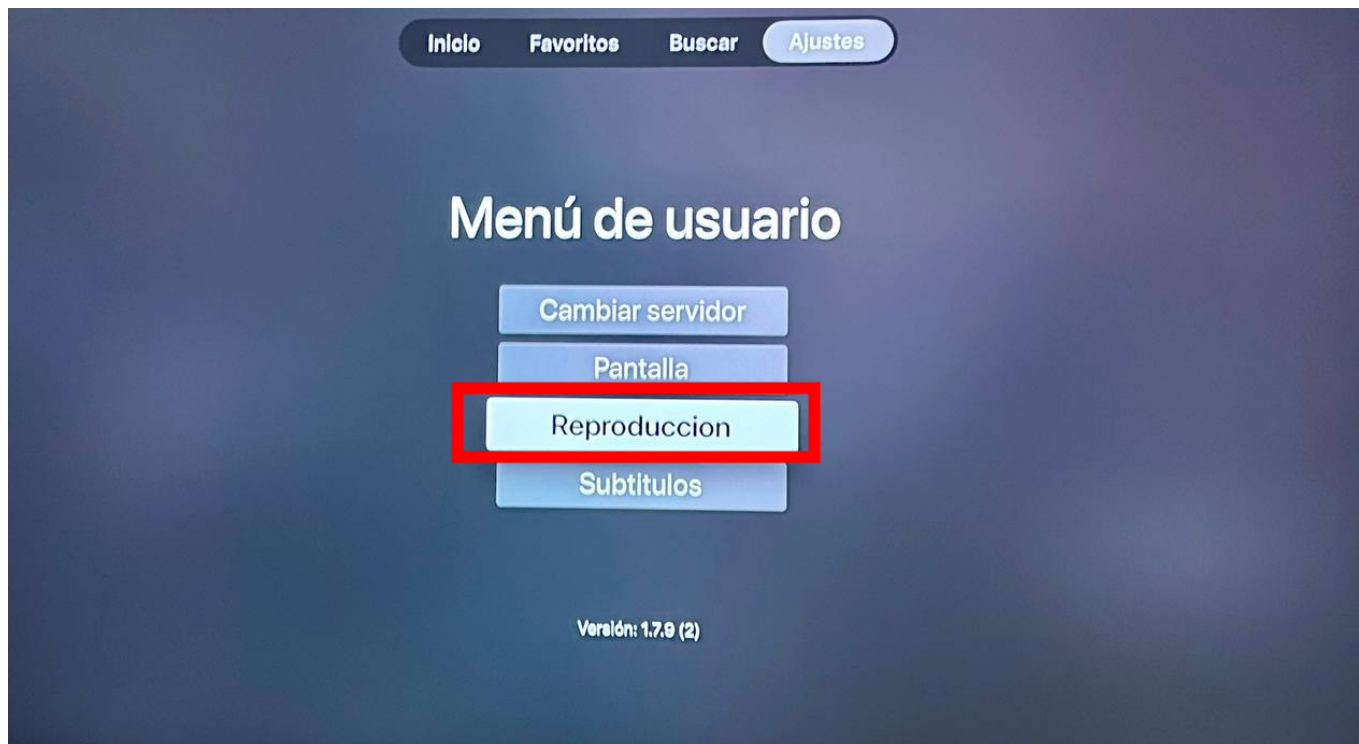 Inicio Favoritos Buscar Ajustes
Menú de usuario
Cambiar servidor
Pantalla
Reproduccion
Subtitulos
Versión: 1.7.9 (2)